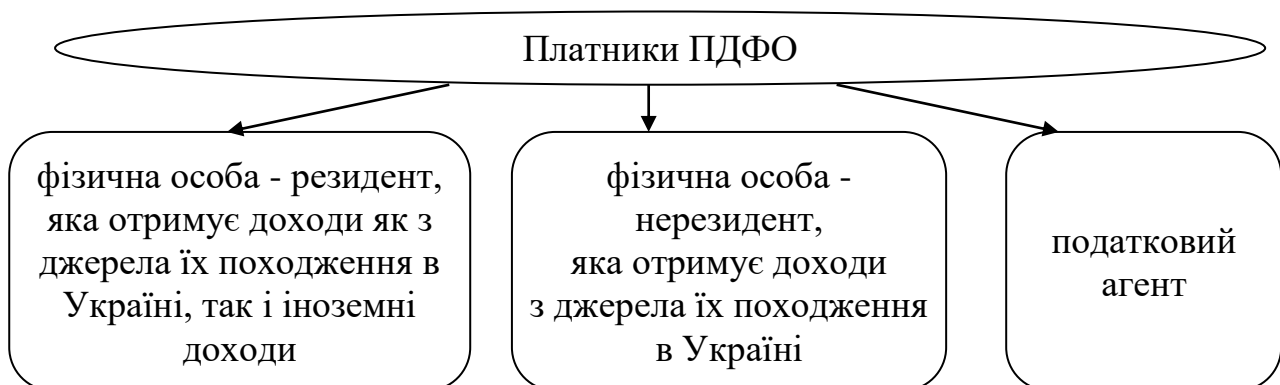 Платники ПДФО
фізична особа - резидент,
яка отримує доходи як з
джерела їх походження в
Україні, так і іноземні
доходи
фізична особа -
нерезидент,
яка отримує доходи
з джерела їх походження
в Україні
податковий
агент